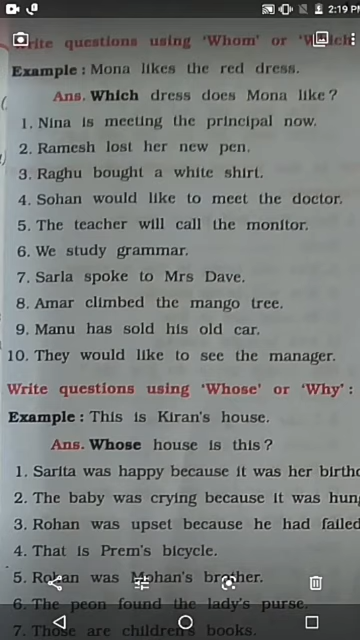 2:19 P
Write questions using 'Whom' or 'Which'
Example : Mona likes the red dress.
Ans. Which dress does Mona like ?
1. Nina is meeting the principal now.
2. Ramesh lost her new pen.
3. Raghu bought a white shirt.
4. Sohan would like to meet the doctor.
5. The teacher will call the monitor.
6. We study grammar.
7. Sarla spoke to Mrs Dave.
8. Amar climbed the mango tree.
9. Manu has sold his old car.
10. They would like to see the manager.
Write questions using 'Whose' or 'Why' :
Example : This is Kiran's house.
Ans. Whose house is this ?
1. Sarita was happy because it was her birthd
2. The baby was crying because it was hung
3. Rohan was upset because he had failed
4. That is Prem's bicycle.
5. Rohan was Mohan's brother.
6. The peon found the lady's purse.
7. Those are children's books.